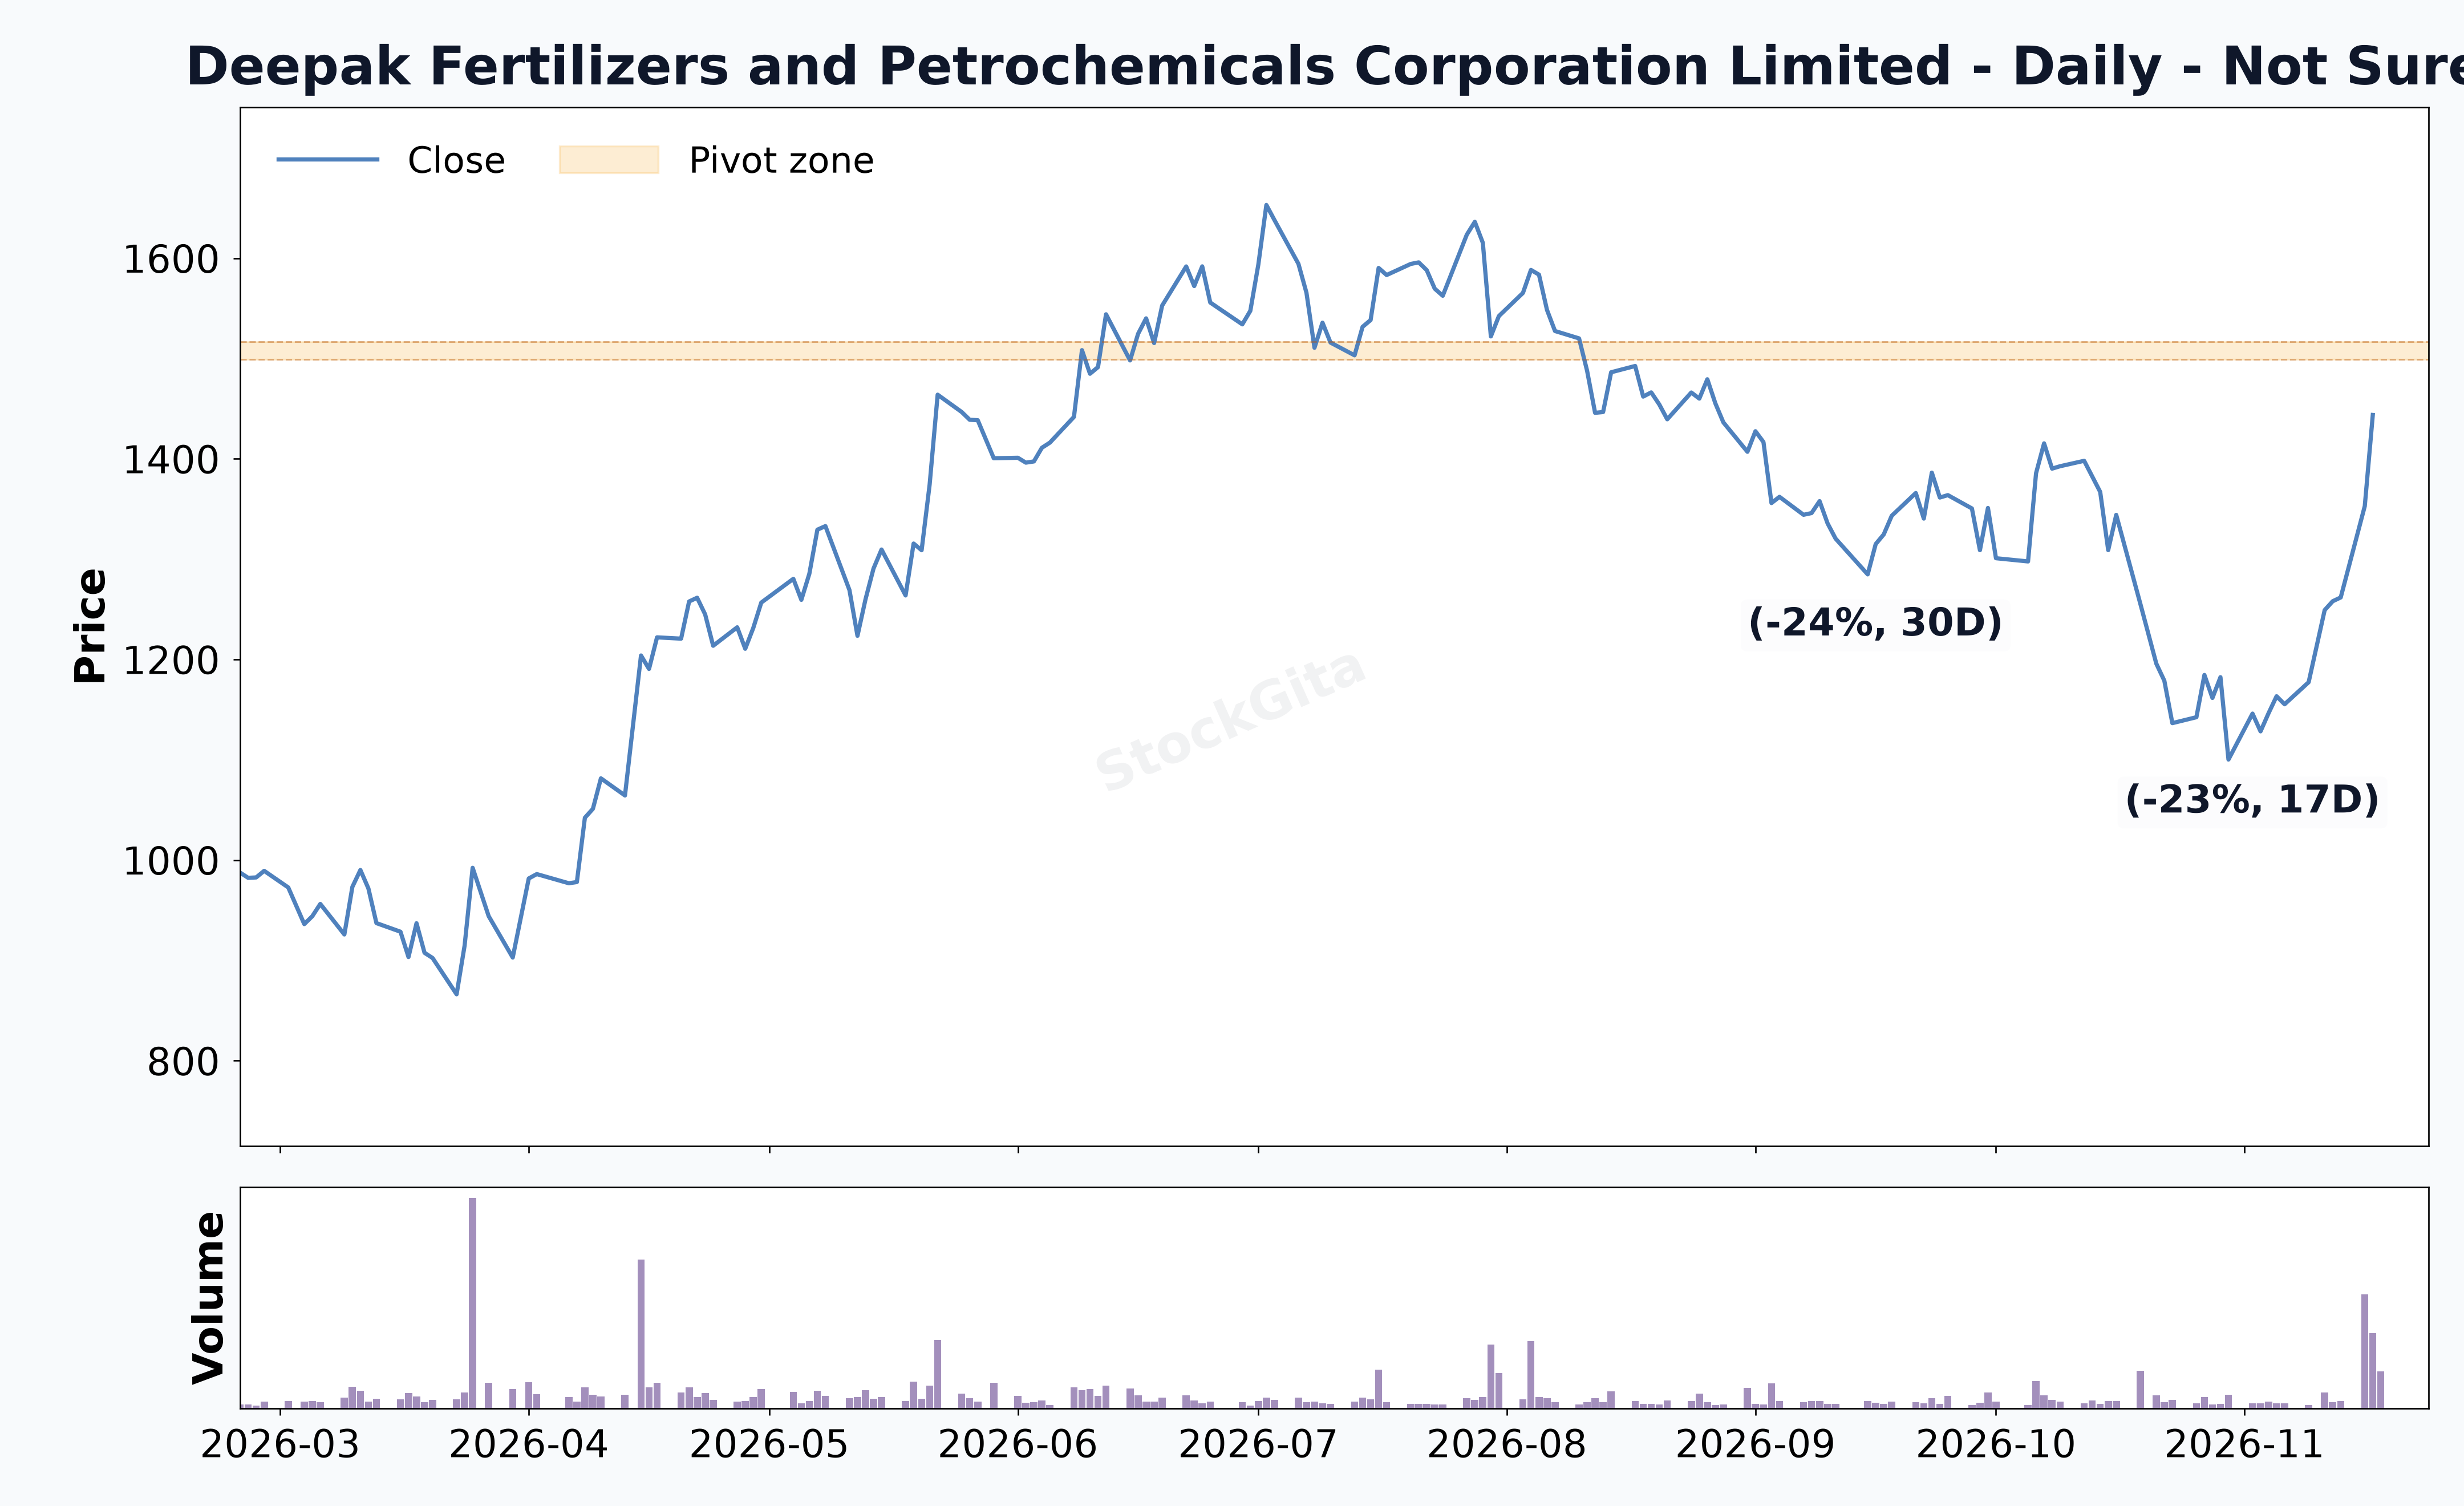 Deepak Fertilizers and Petrochemicals Corporation Limited - Daily - Not Sure
Close
Pivot zone
1600
1400
1200
1000
800
Price
(-24%, 30D)
(-23%, 17D)
StockGita
Volume
2026-03
2026-04
2026-05
2026-06
2026-07
2026-08
2026-09
2026-10
2026-11